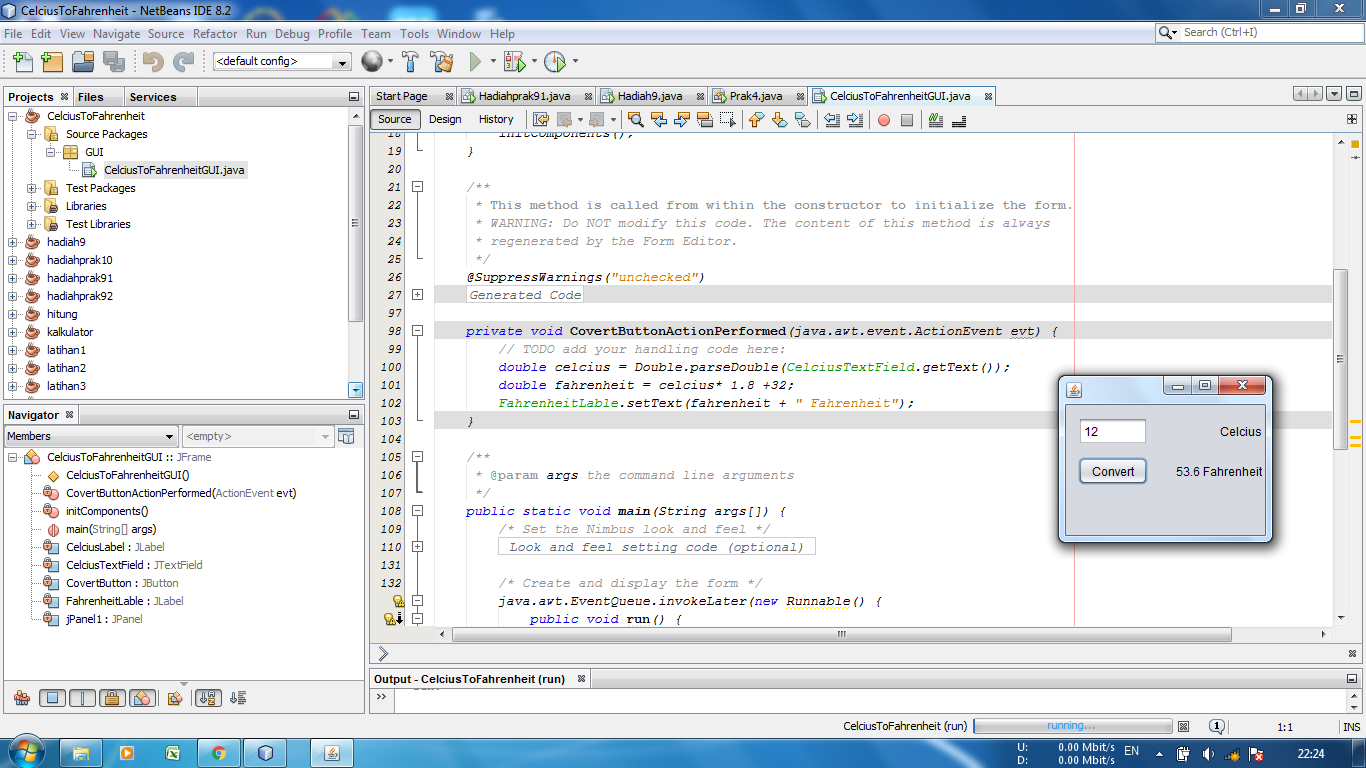 CelciusToFahrenheit - NetBeans IDE 8.2
File Edit View Navigate Source Refactor Run Debug Profile Team Tools Window Help
Search (Ctrl+I)
<default config>
Projects Files Services
CelciusToFahrenheit
Source Packages
GUI
CelciusToFahrenheitGUI.java
Test Packages
Libraries
Test Libraries
hadiah9
hadiahprak10
hadiahprak91
hadiahprak92
hitung
kalkulator
latihan1
latihan2
latihan3
Navigator
Members
<empty>
CelciusToFahrenheitGUI :: JFrame
CelciusToFahrenheitGUI()
CovertButtonActionPerformed(ActionEvent evt)
initComponents()
main(String[] args)
CelciusLabel : JLabel
CelciusTextField : JTextField
CovertButton : JButton
FahrenheitLable : JLabel
jPanel1 : JPanel
Start Page Hadiahprak91.java Hadiah9.java Prak4.java CelciusToFahrenheitGUI.java
Source Design History
18 initComponents();
19 }
20
21 /**
22 * This method is called from within the constructor to initialize the form.
23 * WARNING: Do NOT modify this code. The content of this method is always
24 * regenerated by the Form Editor.
25 */
26 @SuppressWarnings("unchecked")
27 Generated Code
97
98 private void CovertButtonActionPerformed(java.awt.event.ActionEvent evt) {
99 // TODO add your handling code here:
100 double celcius = Double.parseDouble(CelciusTextField.getText());
101 double fahrenheit = celcius* 1.8 +32;
102 FahrenheitLable.setText(fahrenheit + " Fahrenheit");
103 }
104
105 /**
106 * @param args the command line arguments
107 */
108 public static void main(String args[]) {
109 /* Set the Nimbus look and feel */
110 Look and feel setting code (optional)
131
132 /* Create and display the form */
java.awt.EventQueue.invokeLater(new Runnable() {
public void run() {
12 Celcius
Convert 53.6 Fahrenheit
Output - CelciusToFahrenheit (run)
CelciusToFahrenheit (run) running... 1 1:1 INS
U: 0.00 Mbit/s
D: 0.00 Mbit/s
EN
22:24